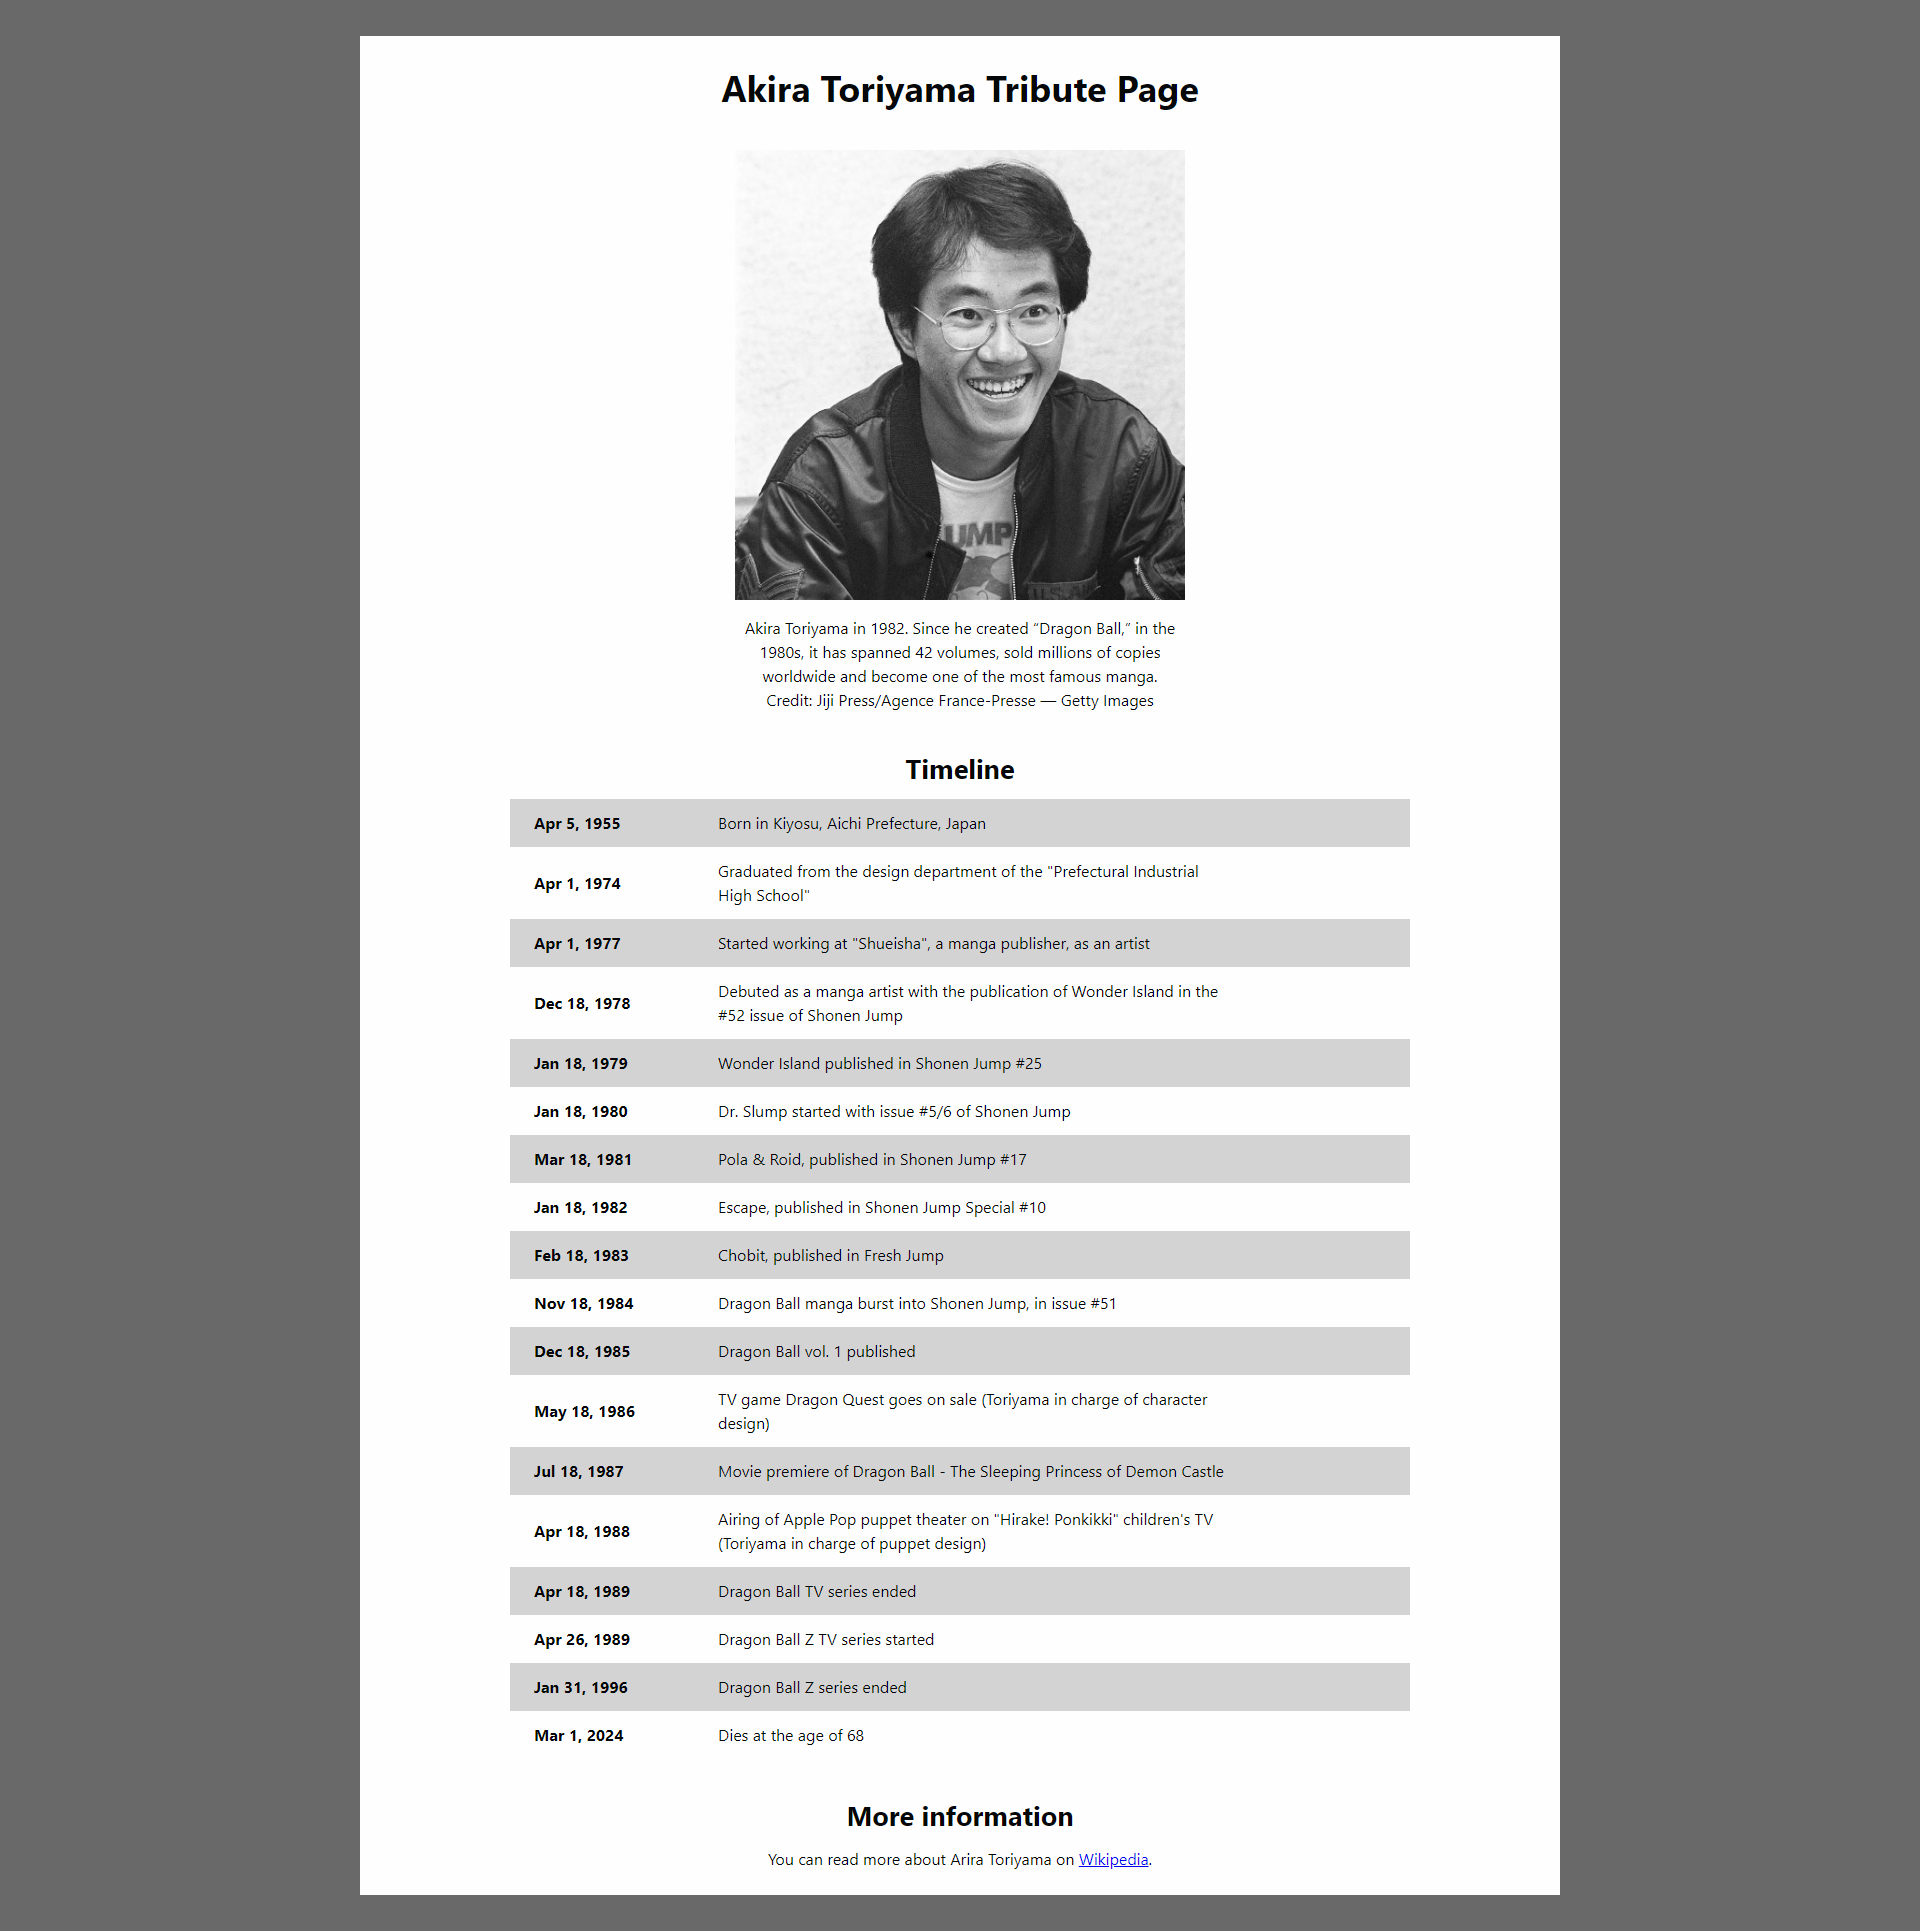 Akira Toriyama Tribute Page
UMP
Akira Toriyama in 1982. Since he created “Dragon Ball,” in the
1980s, it has spanned 42 volumes, sold millions of copies
worldwide and become one of the most famous manga.
Credit: Jiji Press/Agence France-Presse — Getty Images
Timeline
Apr 5, 1955 Born in Kiyosu, Aichi Prefecture, Japan
Apr 1, 1974 Graduated from the design department of the "Prefectural Industrial
High School"
Apr 1, 1977 Started working at "Shueisha", a manga publisher, as an artist
Dec 18, 1978 Debuted as a manga artist with the publication of Wonder Island in the
#52 issue of Shonen Jump
Jan 18, 1979 Wonder Island published in Shonen Jump #25
Jan 18, 1980 Dr. Slump started with issue #5/6 of Shonen Jump
Mar 18, 1981 Pola & Roid, published in Shonen Jump #17
Jan 18, 1982 Escape, published in Shonen Jump Special #10
Feb 18, 1983 Chobit, published in Fresh Jump
Nov 18, 1984 Dragon Ball manga burst into Shonen Jump, in issue #51
Dec 18, 1985 Dragon Ball vol. 1 published
May 18, 1986 TV game Dragon Quest goes on sale (Toriyama in charge of character
design)
Jul 18, 1987 Movie premiere of Dragon Ball - The Sleeping Princess of Demon Castle
Apr 18, 1988 Airing of Apple Pop puppet theater on "Hirake! Ponkikki" children's TV
(Toriyama in charge of puppet design)
Apr 18, 1989 Dragon Ball TV series ended
Apr 26, 1989 Dragon Ball Z TV series started
Jan 31, 1996 Dragon Ball Z series ended
Mar 1, 2024 Dies at the age of 68
More information
You can read more about Arira Toriyama on Wikipedia.